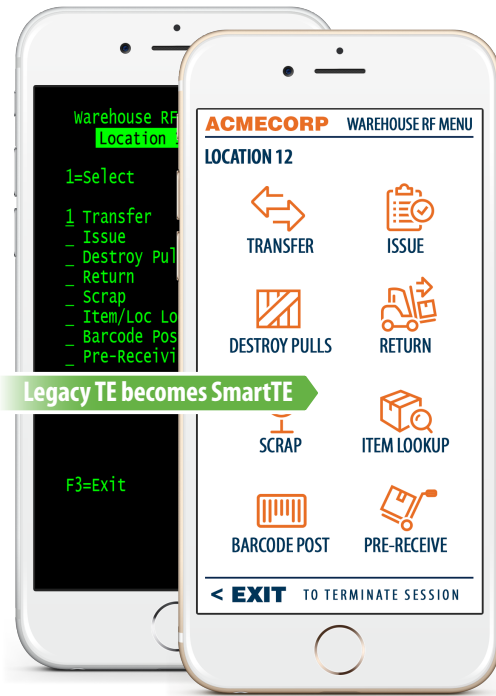 Warehouse RF
Location
1=Select
1 Transfer
_ Issue
_ Destroy Pul
_ Return
_ Scrap
_ Item/Loc Lo
_ Barcode Pos
_ Pre-Receivi
F3=Exit
Legacy TE becomes SmartTE
ACMECORP WAREHOUSE RF MENU
LOCATION 12
TRANSFER ISSUE
DESTROY PULLS RETURN
SCRAP ITEM LOOKUP
BARCODE POST PRE-RECEIVE
< EXIT TO TERMINATE SESSION